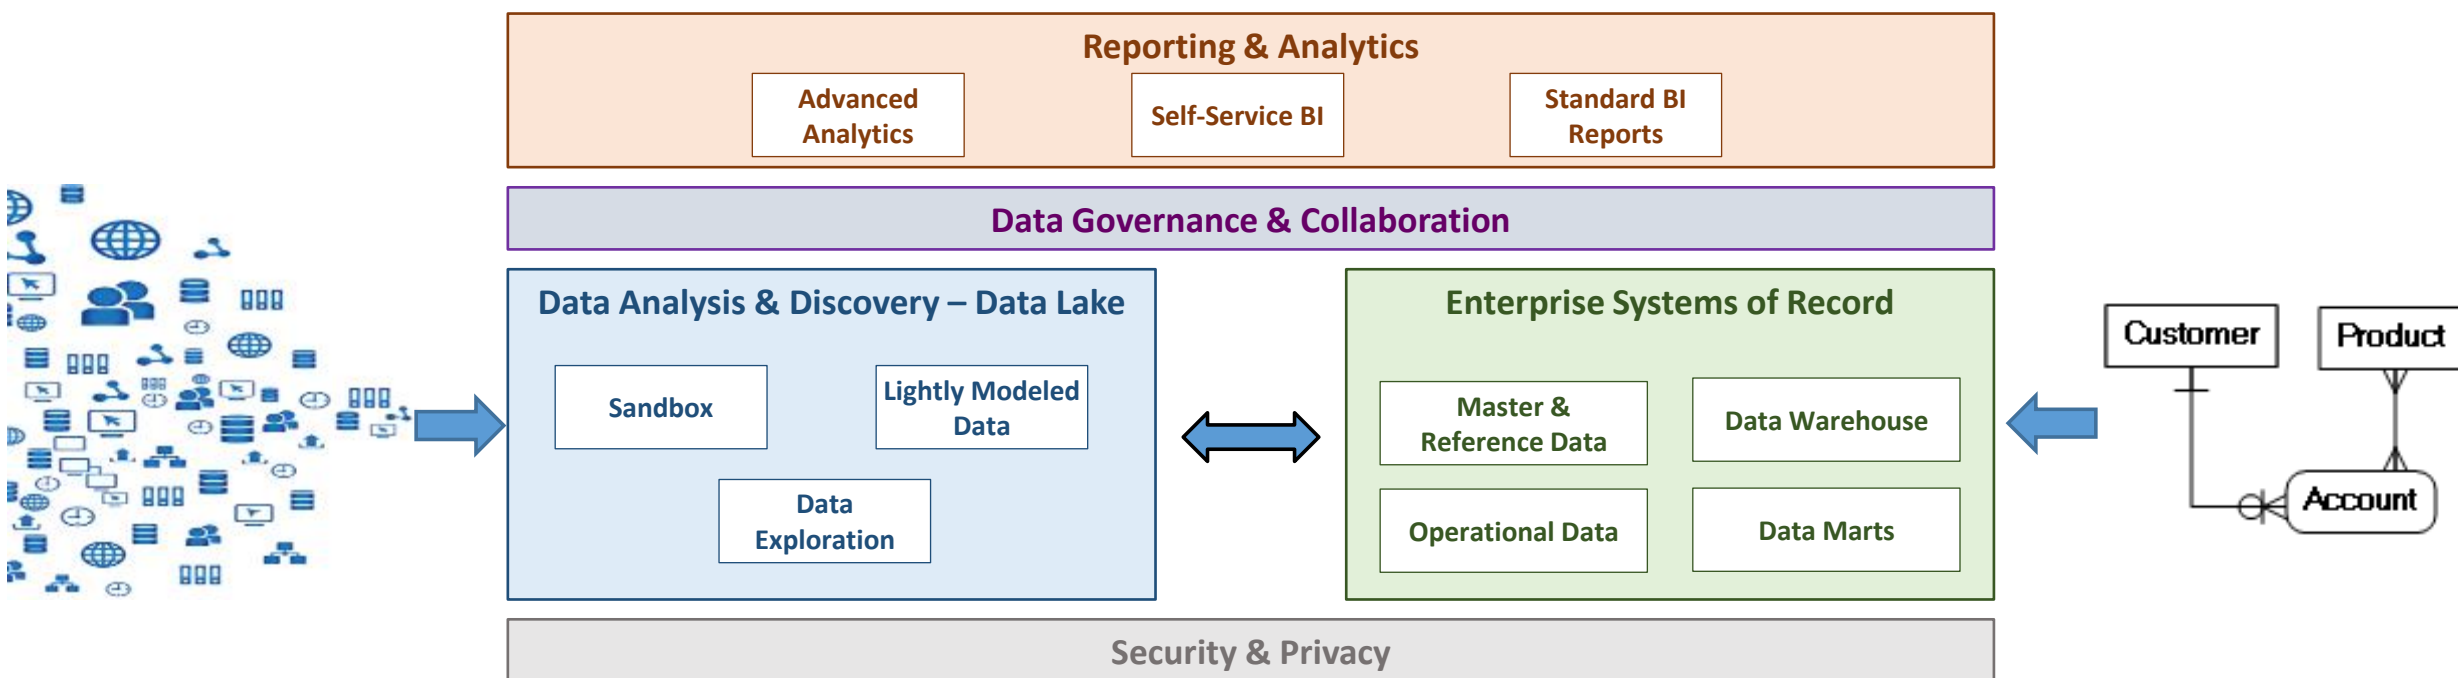 Reporting & Analytics
Advanced
Analytics
Self-Service BI
Standard BI
Reports
Data Governance & Collaboration
Data Analysis & Discovery – Data Lake
Sandbox
Lightly Modeled
Data
Data
Exploration
Enterprise Systems of Record
Master &
Reference Data
Data Warehouse
Operational Data
Data Marts
Customer
Product
Account
Security & Privacy